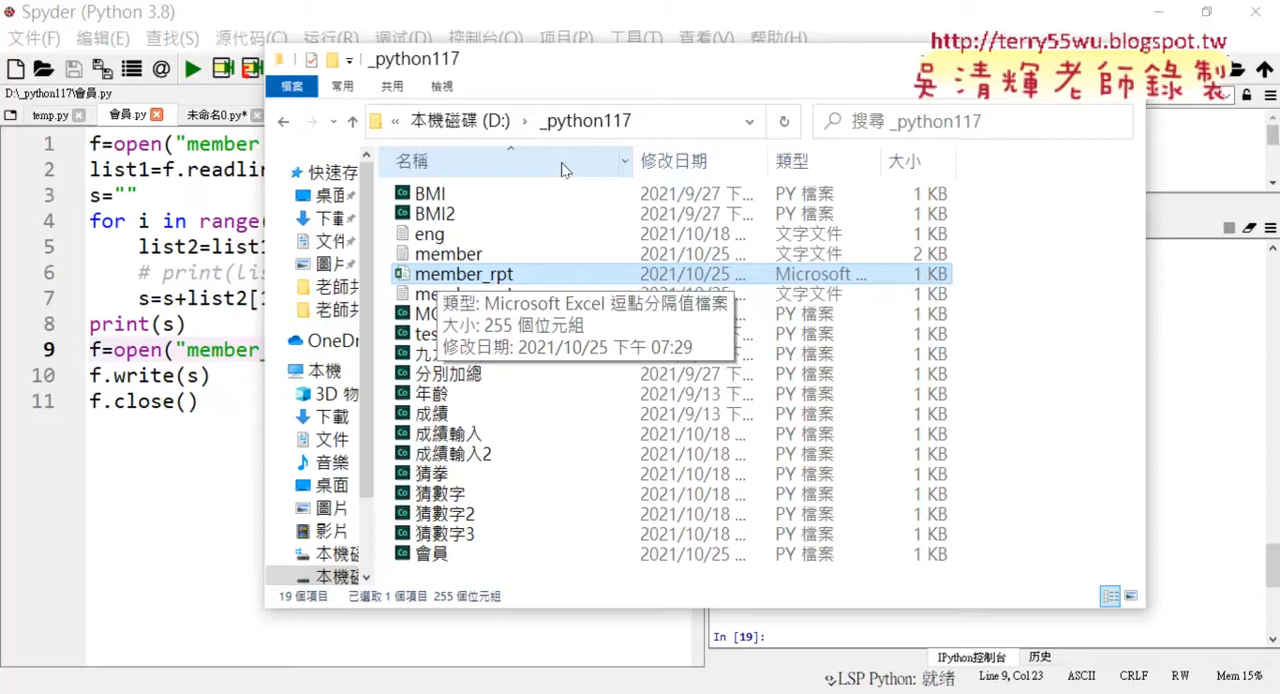 Spyder (Python 3.8)
文件(F) 编辑(E) 查找(S) 源代码(C) 运行(R) 调试(D) 控制台(O) 项目(P) 工具(T) 查看(V) 帮助(H)
http://terry55wu.blogspot.tw
吳清輝老師錄製
D:\_python117\會員.py
temp.py 會員.py 未命名0.py*
1 f=open("member
2 list1=f.readlin
3 s=""
4 for i in range(
5 list2=list1
6 # print(lis
7 s=s+list2[1
8 print(s)
9 f=open("member_
10 f.write(s)
11 f.close()
_python117
檔案 常用 共用 檢視
« 本機磁碟 (D:) › _python117
搜尋 _python117
快速存
桌面
下載
文件
圖片
老師共
老師共
OneDri
本機
3D 物
下載
文件
音樂
桌面
圖片
影片
本機磁
本機磁
名稱 修改日期 類型 大小
BMI 2021/9/27 下... PY 檔案 1 KB
BMI2 2021/9/27 下... PY 檔案 1 KB
eng 2021/10/18 ... 文字文件 1 KB
member 2021/10/25 ... 文字文件 2 KB
member_rpt 2021/10/25 ... Microsoft ... 1 KB
2021/10/25 ... 文字文件 1 KB
類型: Microsoft Excel 逗點分隔值檔案
大小: 255 個位元組
修改日期: 2021/10/25 下午 07:29
PY 檔案 1 KB
PY 檔案 1 KB
PY 檔案 1 KB
分別加總 2021/9/27 下... PY 檔案 1 KB
年齡 2021/9/13 下... PY 檔案 1 KB
成績 2021/9/13 下... PY 檔案 1 KB
成績輸入 2021/10/18 ... PY 檔案 1 KB
成績輸入2 2021/10/18 ... PY 檔案 1 KB
猜拳 2021/10/18 ... PY 檔案 1 KB
猜數字 2021/10/18 ... PY 檔案 1 KB
猜數字2 2021/10/18 ... PY 檔案 1 KB
猜數字3 2021/10/18 ... PY 檔案 1 KB
會員 2021/10/25 ... PY 檔案 1 KB
19 個項目 已選取 1 個項目 255 個位元組
In [19]:
IPython控制台 历史
LSP Python: 就绪 Line 9, Col 23 ASCII CRLF RW Mem 15%